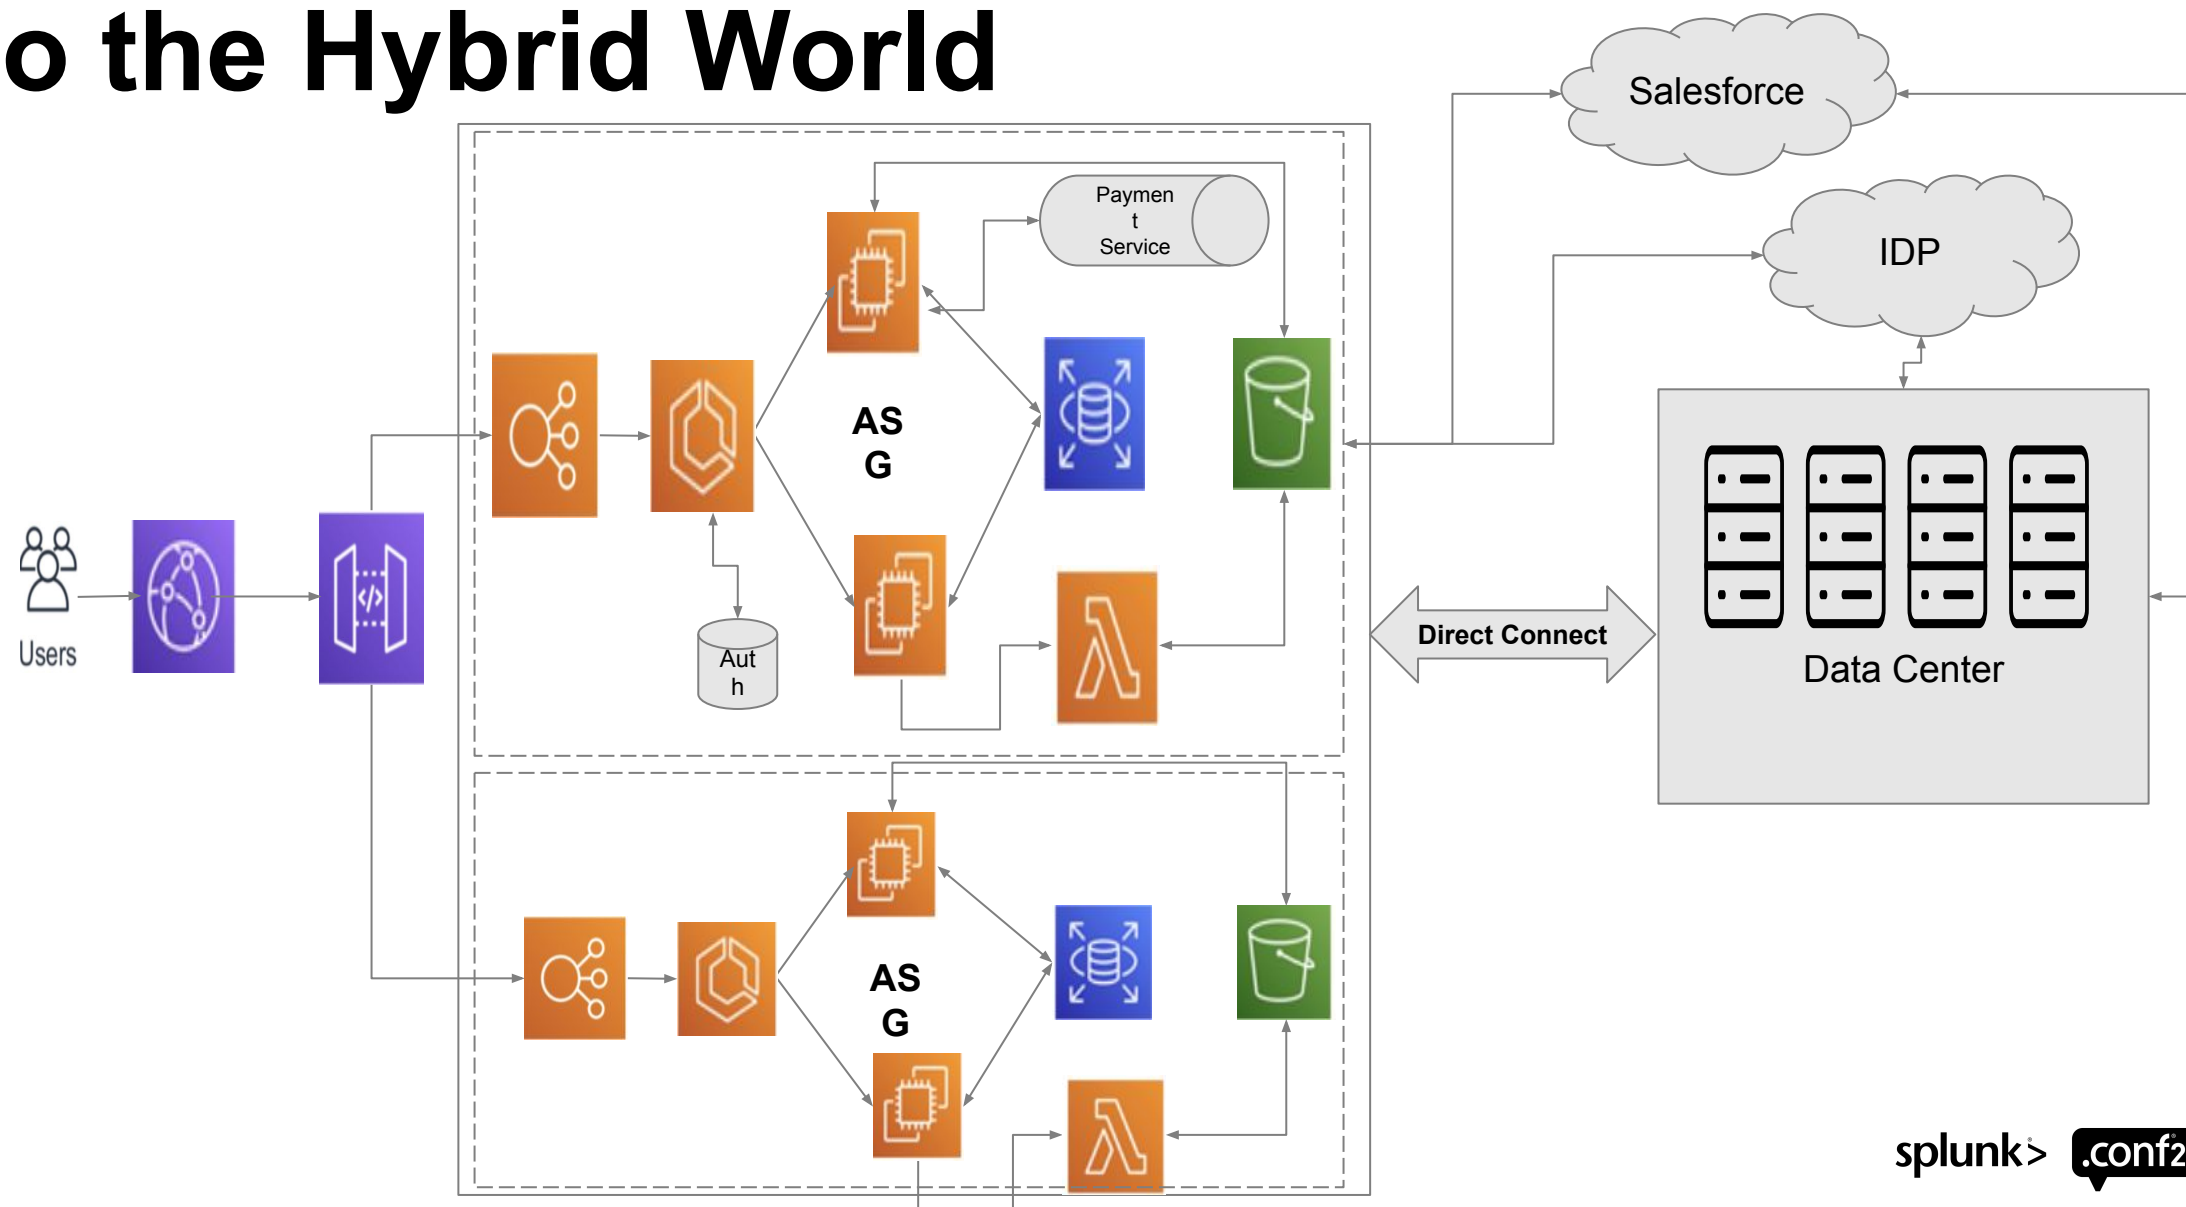 o the Hybrid World
Salesforce
Paymen
t
Service
IDP
AS
G
Users
Aut
h
Direct Connect
Data Center
AS
G
splunk>
.conf2